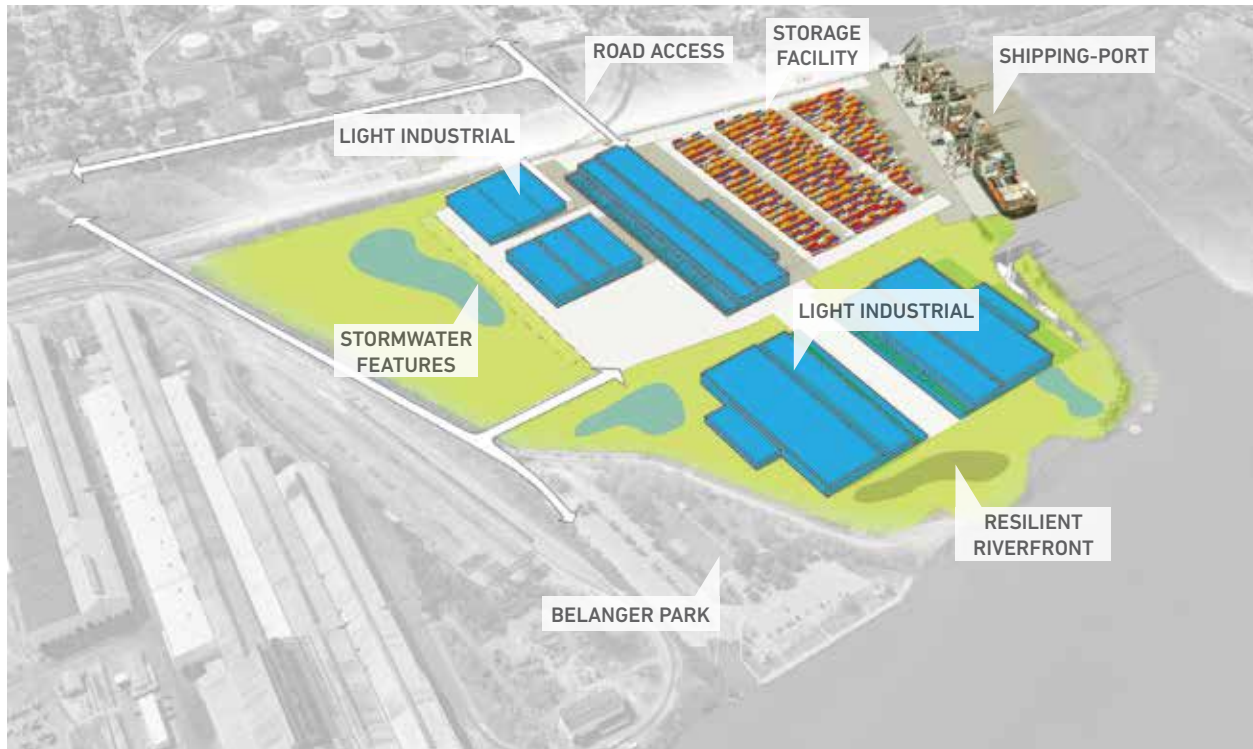 ROAD ACCESS
STORAGE
FACILITY
SHIPPING-PORT
LIGHT INDUSTRIAL
LIGHT INDUSTRIAL
STORMWATER
FEATURES
RESILIENT
RIVERFRONT
BELANGER PARK